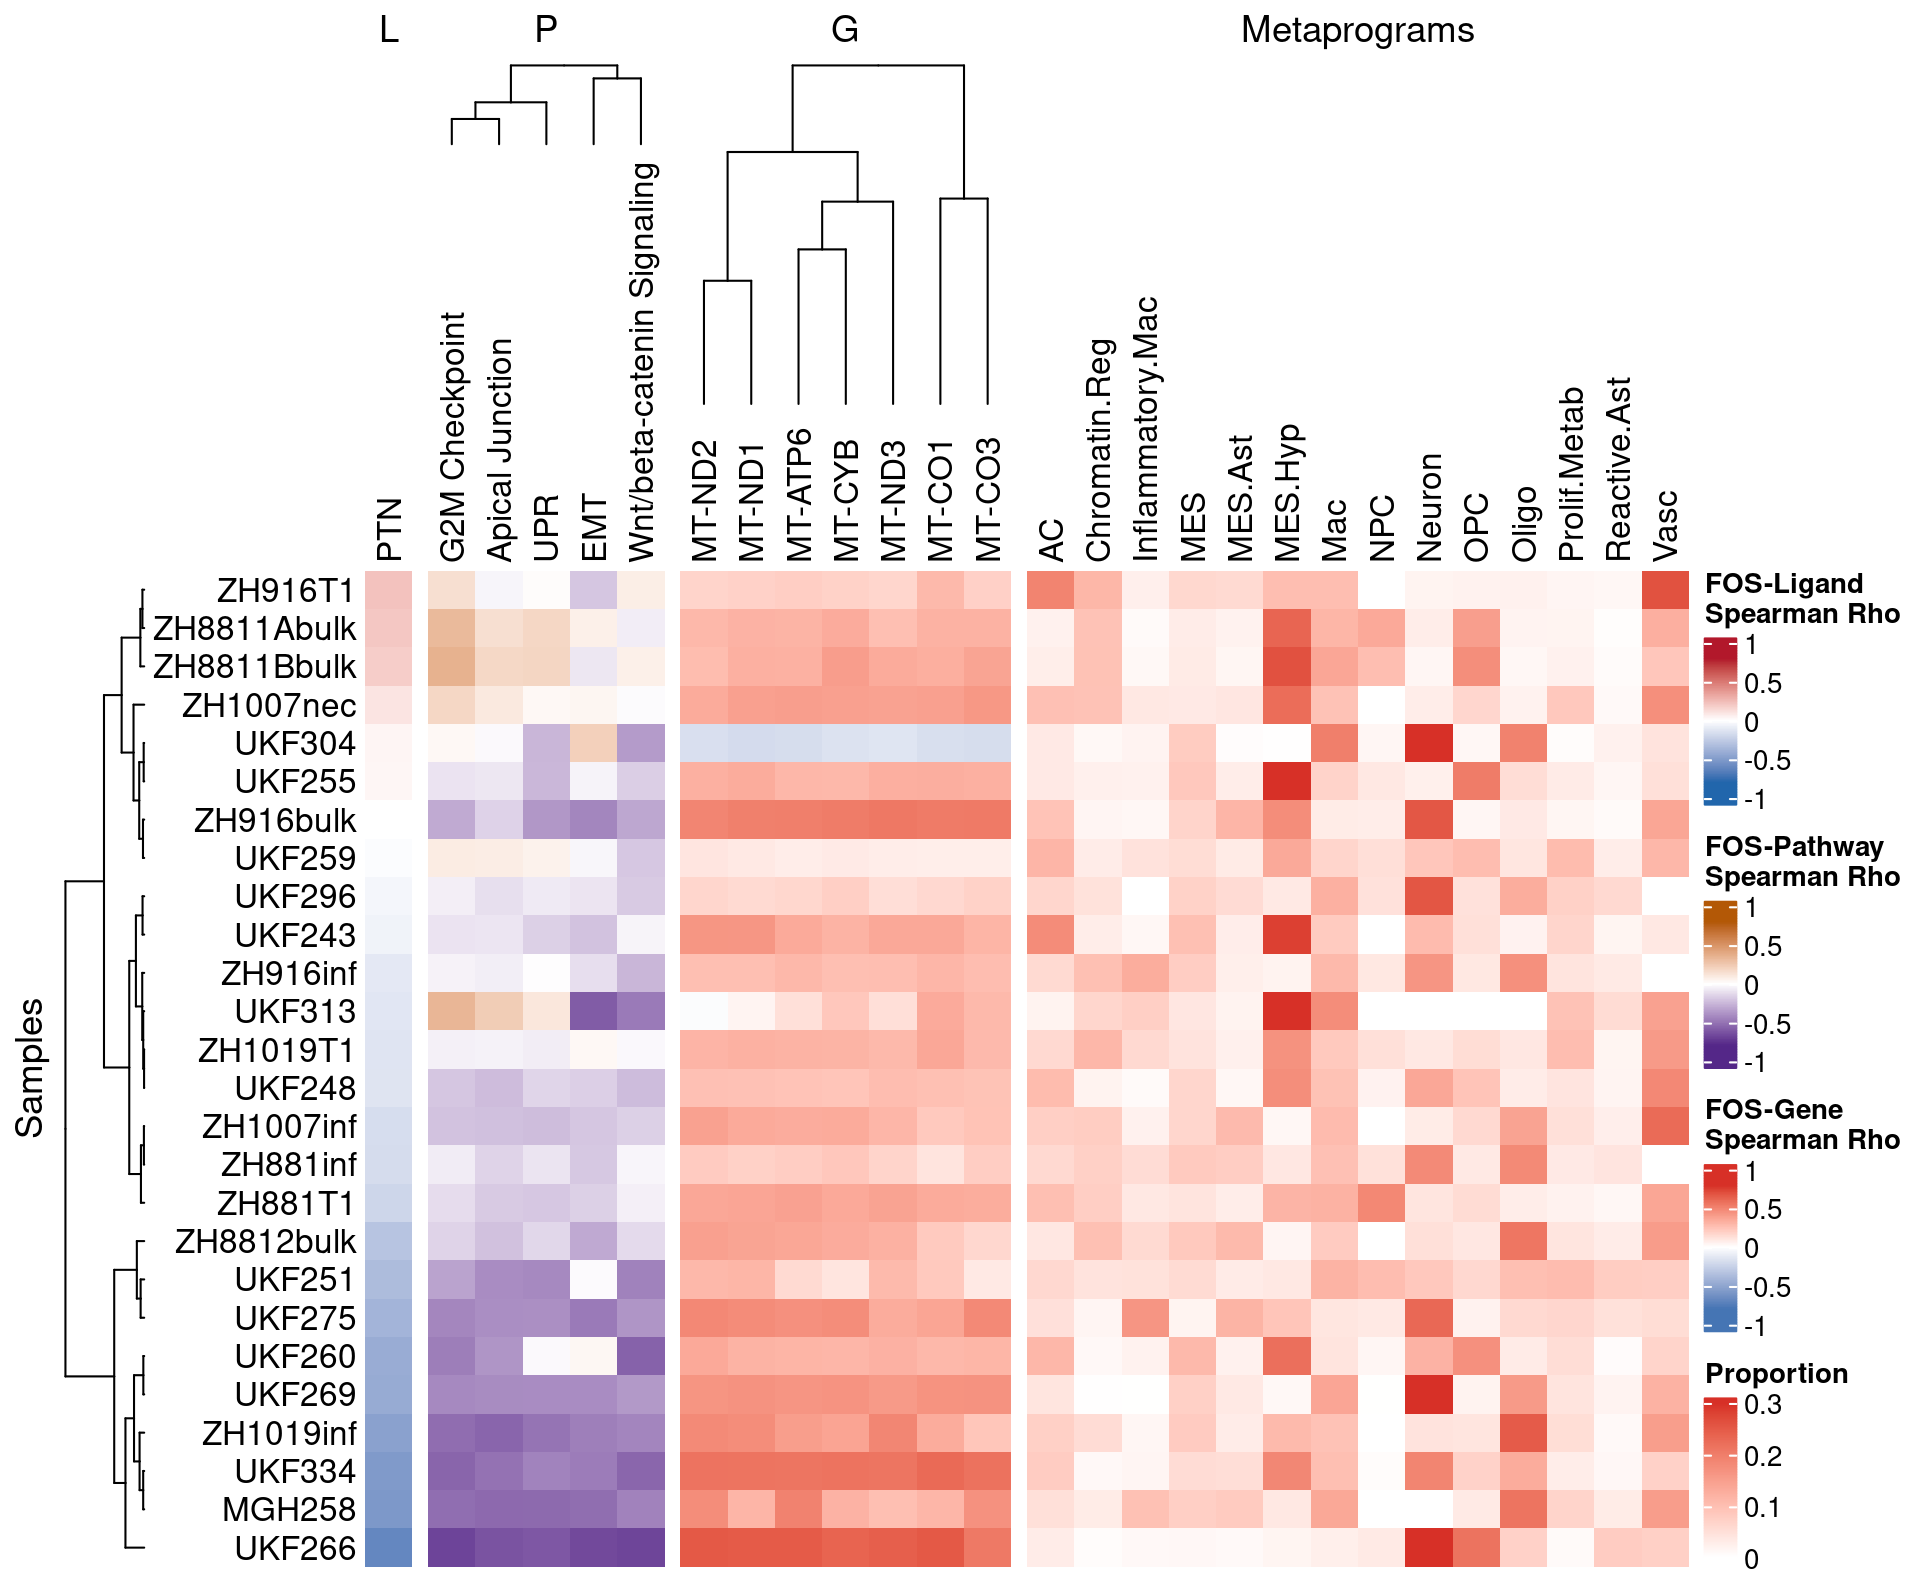 L P G Metaprograms
PTN
G2M Checkpoint
Apical Junction
UPR
EMT
Wnt/beta-catenin Signaling
MT-ND2
MT-ND1
MT-ATP6
MT-CYB
MT-ND3
MT-CO1
MT-CO3
AC
Chromatin.Reg
Inflammatory.Mac
MES
MES.Ast
MES.Hyp
Mac
NPC
Neuron
OPC
Oligo
Prolif.Metab
Reactive.Ast
Vasc
Samples
ZH916T1
ZH8811Abulk
ZH8811Bbulk
ZH1007nec
UKF304
UKF255
ZH916bulk
UKF259
UKF296
UKF243
ZH916inf
UKF313
ZH1019T1
UKF248
ZH1007inf
ZH881inf
ZH881T1
ZH8812bulk
UKF251
UKF275
UKF260
UKF269
ZH1019inf
UKF334
MGH258
UKF266
FOS-Ligand
Spearman Rho
1
0.5
0
-0.5
-1
FOS-Pathway
Spearman Rho
1
0.5
0
-0.5
-1
FOS-Gene
Spearman Rho
1
0.5
0
-0.5
-1
Proportion
0.3
0.2
0.1
0